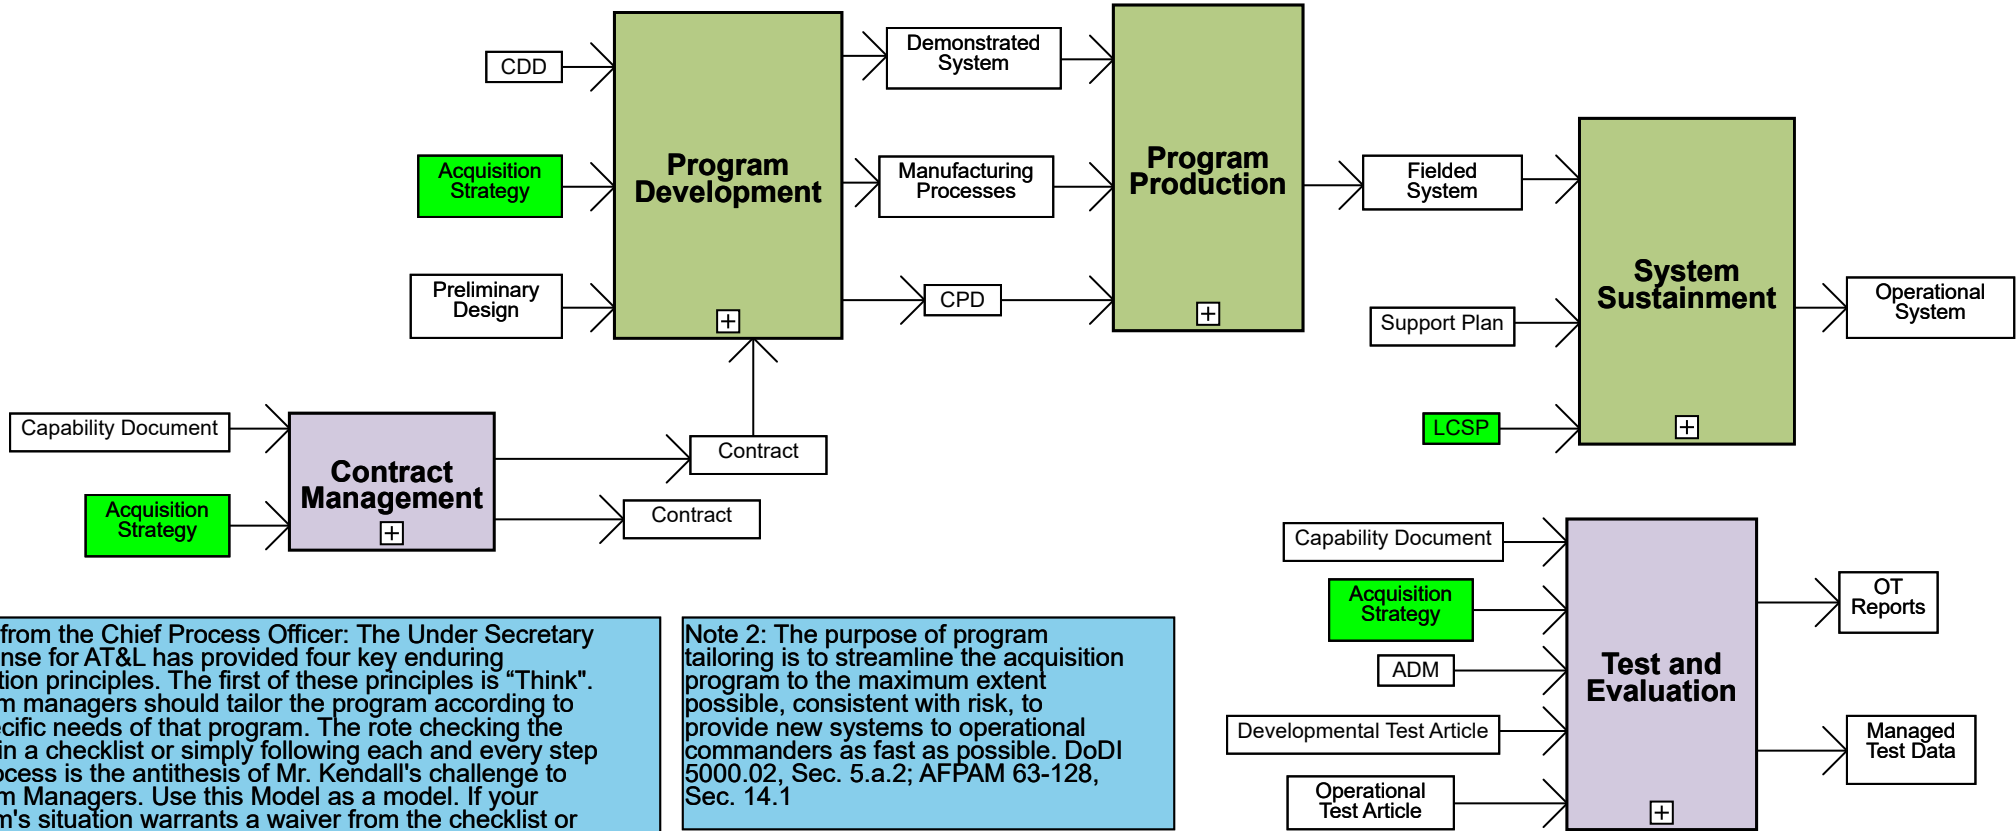 CDD
Acquisition
Strategy
Preliminary
Design
Program
Development
Demonstrated
System
Manufacturing
Processes
CPD
Program
Production
Fielded
System
Support Plan
LCSP
System
Sustainment
Operational
System
Capability Document
Acquisition
Strategy
Contract
Management
Contract
Contract
Capability Document
Acquisition
Strategy
ADM
Developmental Test Article
Operational
Test Article
Test and
Evaluation
OT
Reports
Managed
Test Data
from the Chief Process Officer: The Under Secretary
nse for AT&L has provided four key enduring
tion principles. The first of these principles is “Think".
m managers should tailor the program according to
cific needs of that program. The rote checking the
in a checklist or simply following each and every step
ocess is the antithesis of Mr. Kendall's challenge to
m Managers. Use this Model as a model. If your
m's situation warrants a waiver from the checklist or
Note 2: The purpose of program
tailoring is to streamline the acquisition
program to the maximum extent
possible, consistent with risk, to
provide new systems to operational
commanders as fast as possible. DoDI
5000.02, Sec. 5.a.2; AFPAM 63-128,
Sec. 14.1